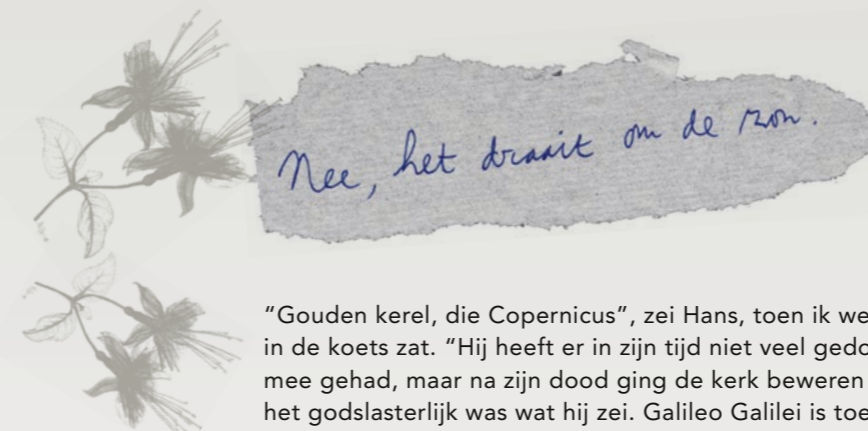 Nee, het draait om de zon.
“Gouden kerel, die Copernicus”, zei Hans, toen ik we
in de koets zat. “Hij heeft er in zijn tijd niet veel gedo
mee gehad, maar na zijn dood ging de kerk beweren
het godslasterlijk was wat hij zei. Galileo Galilei is toe